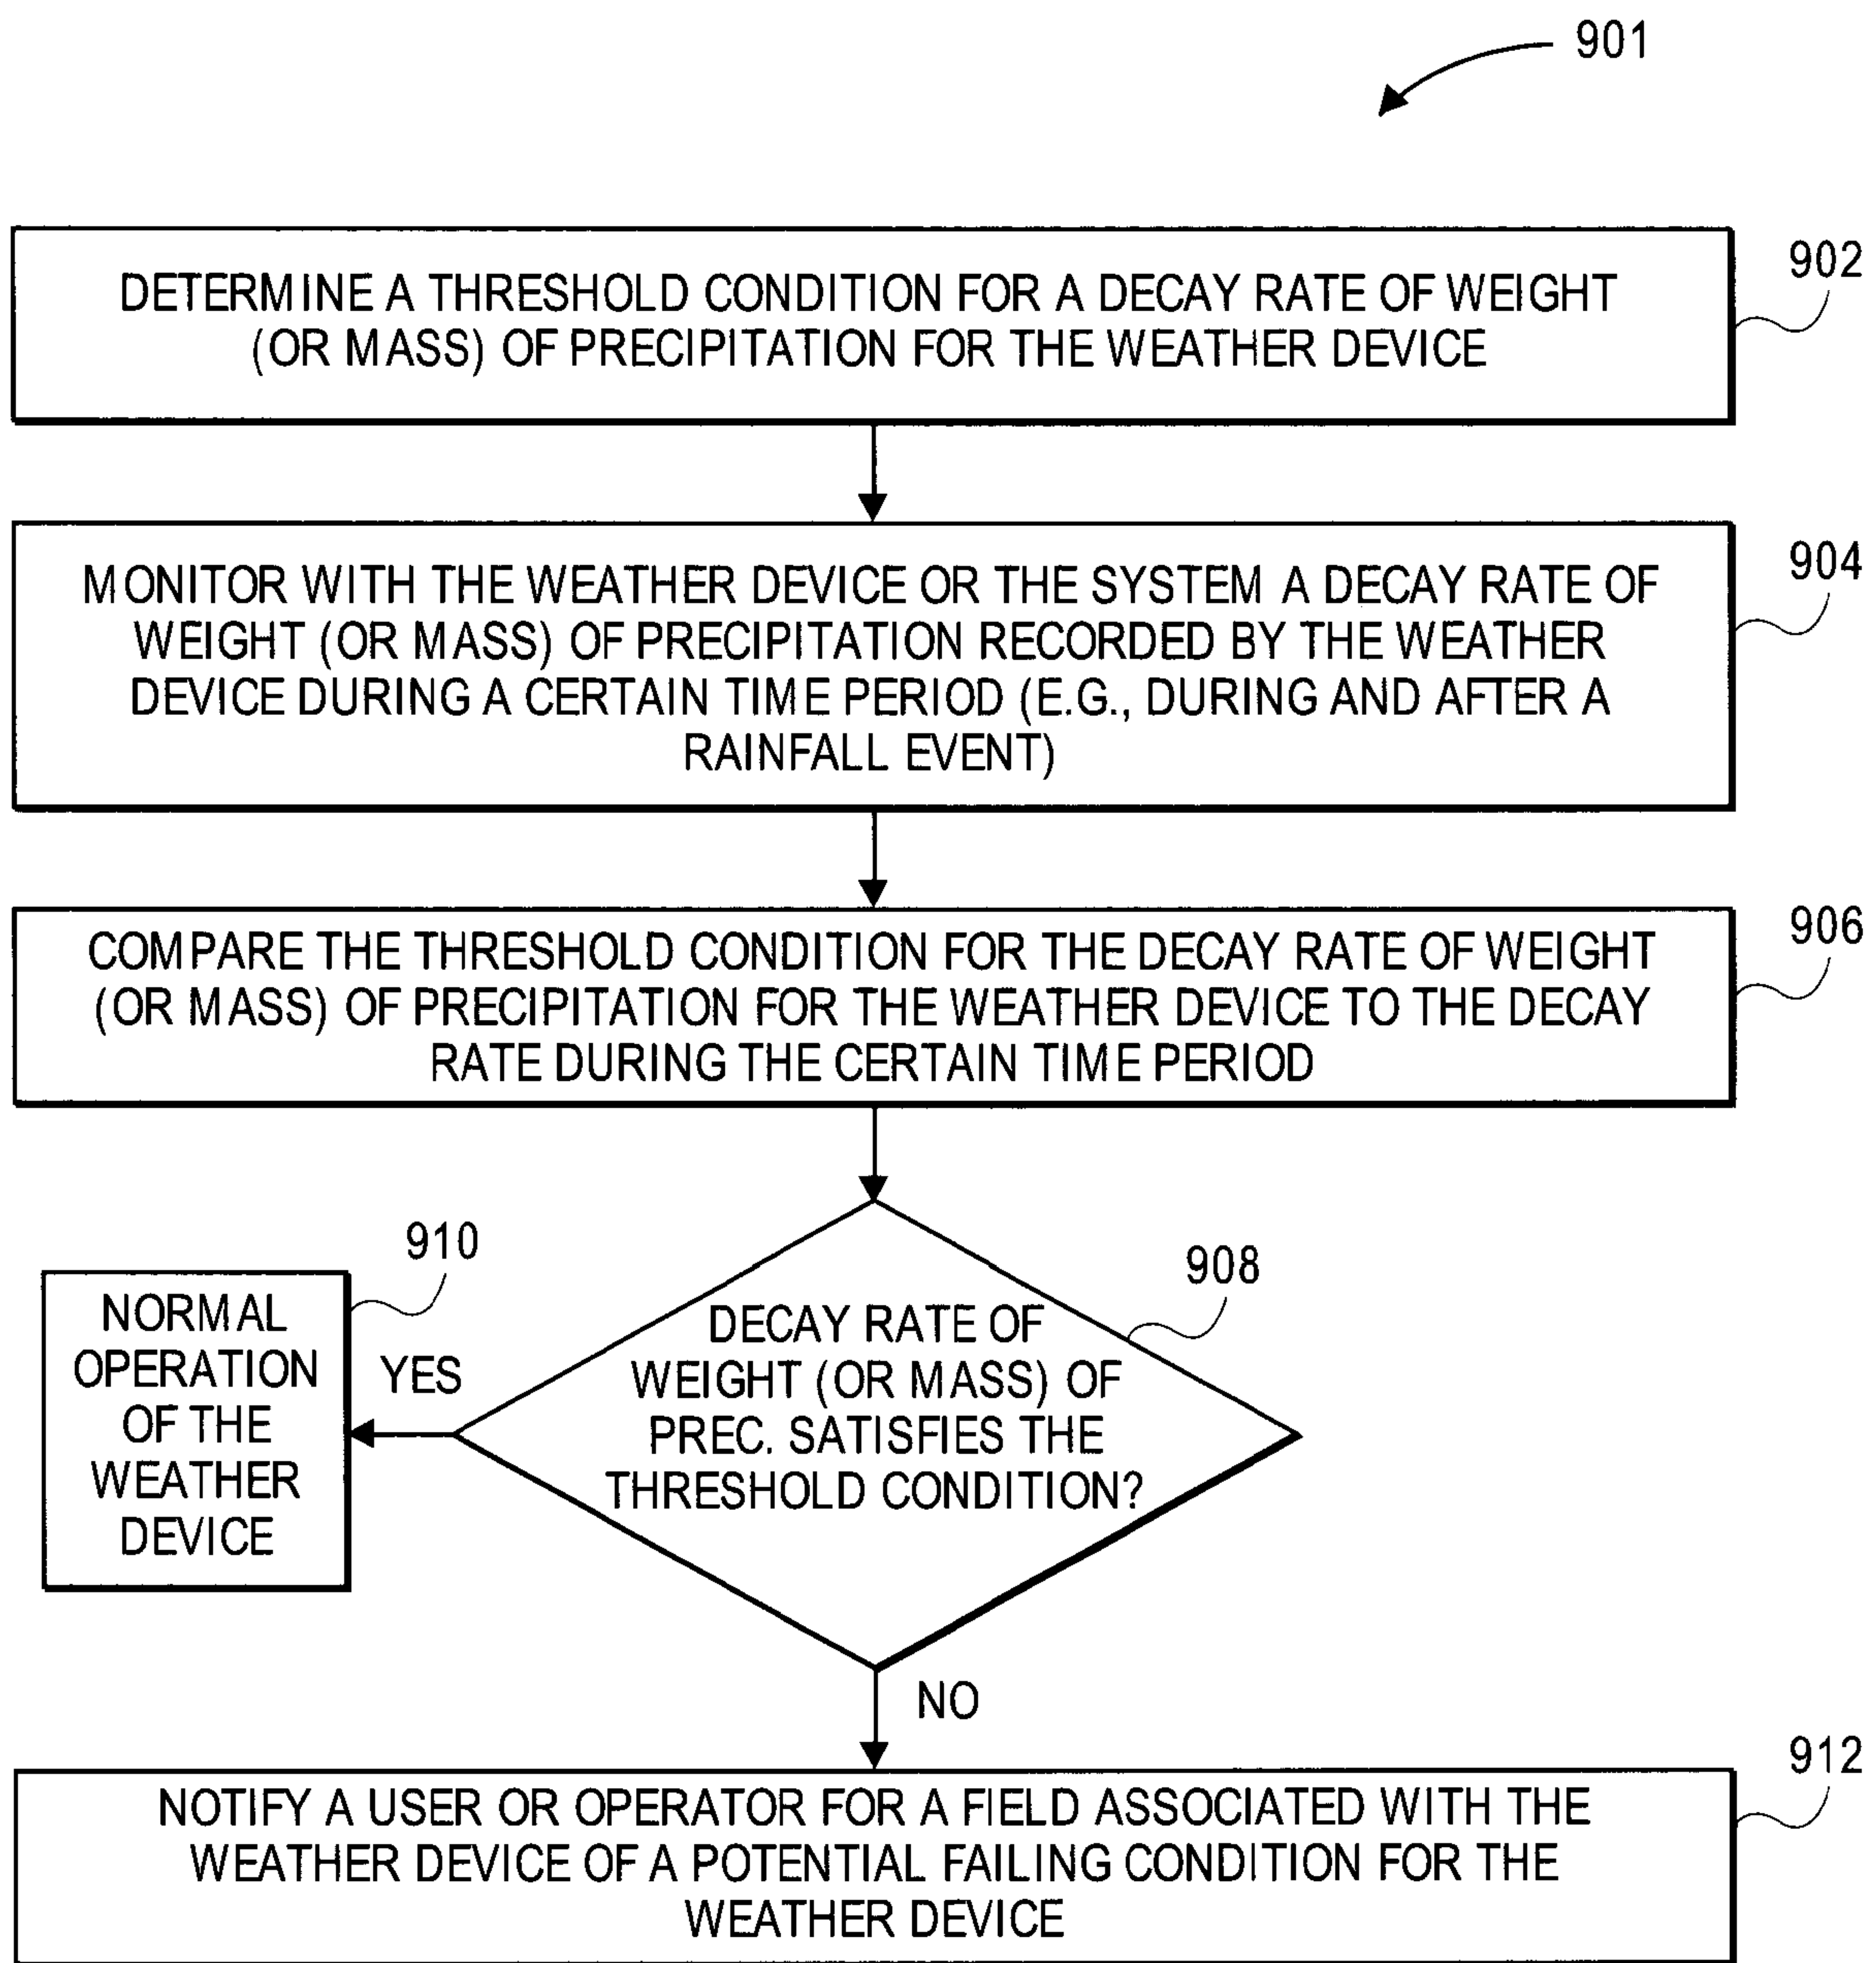 901
902
DETERMINE A THRESHOLD CONDITION FOR A DECAY RATE OF WEIGHT
(OR MASS) OF PRECIPITATION FOR THE WEATHER DEVICE
904
MONITOR WITH THE WEATHER DEVICE OR THE SYSTEM A DECAY RATE OF
WEIGHT (OR MASS) OF PRECIPITATION RECORDED BY THE WEATHER
DEVICE DURING A CERTAIN TIME PERIOD (E.G., DURING AND AFTER A
RAINFALL EVENT)
906
COMPARE THE THRESHOLD CONDITION FOR THE DECAY RATE OF WEIGHT
(OR MASS) OF PRECIPITATION FOR THE WEATHER DEVICE TO THE DECAY
RATE DURING THE CERTAIN TIME PERIOD
908
DECAY RATE OF
WEIGHT (OR MASS) OF
PREC. SATISFIES THE
THRESHOLD CONDITION?
YES
910
NORMAL
OPERATION
OF THE
WEATHER
DEVICE
NO
912
NOTIFY A USER OR OPERATOR FOR A FIELD ASSOCIATED WITH THE
WEATHER DEVICE OF A POTENTIAL FAILING CONDITION FOR THE
WEATHER DEVICE